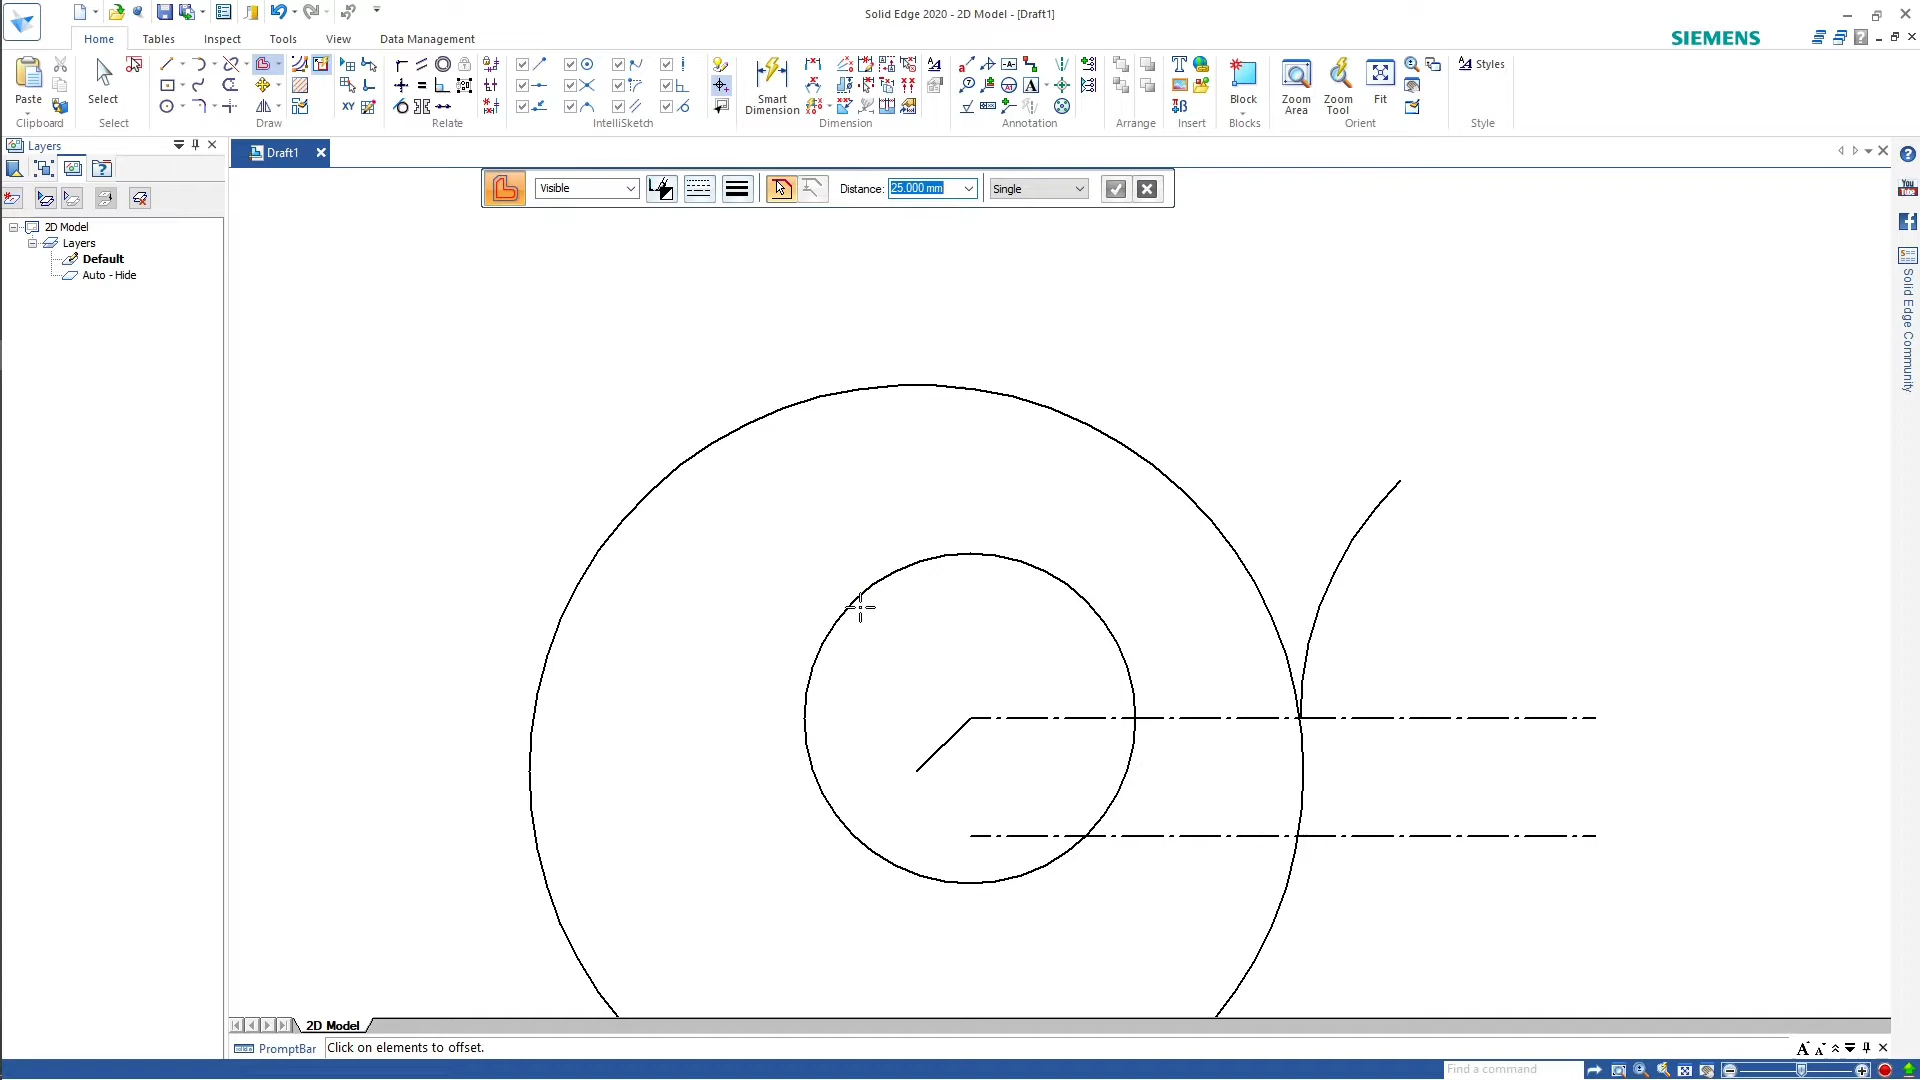 Solid Edge 2020 - 2D Model - [Draft1]
Home Tables Inspect Tools View Data Management
SIEMENS
Paste
Clipboard
Select
Select
Draw
XY
Relate
IntelliSketch
Smart
Dimension
Dimension
Annotation
Arrange
Insert
Block
Blocks
Zoom
Area
Zoom
Tool
Fit
Orient
Styles
Style
Layers
2D Model
Layers
Default
Auto - Hide
Draft1
Visible
Distance: 25.000 mm
Single
You
Tube
Solid Edge Community
2D Model
PromptBar
Click on elements to offset.
Find a command